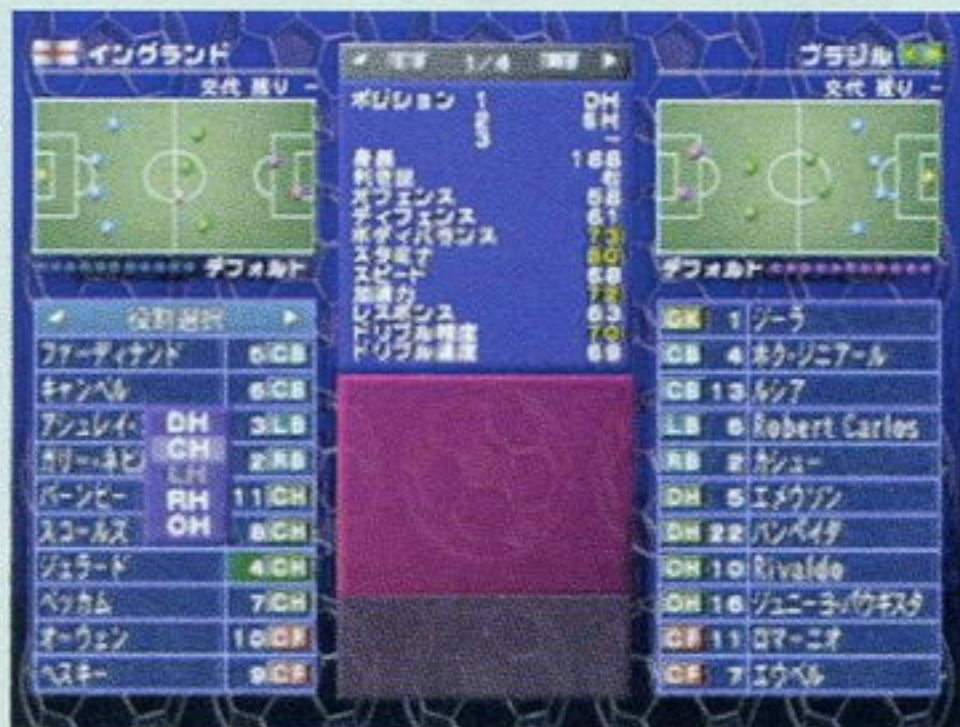 イングランド
交代 残り -
デフォルト
役割選択
ファーディナンド 5 CB
キャンベル 6 CB
アシュレイ・ 3 LB
ガリー・ネビ 2 RB
バーンビー 11 CH
スコールズ 8 CH
ジェラード 4 CH
ベッカム 7 CH
オーウェン 10 CF
ヘスキー 9 CF
DH
CH
LH
RH
OH
1/4
ポジション 1 DH
2 SH
3 -
身長 188
利き足 右
オフェンス 58
ディフェンス 61
ボディバランス 73
スタミナ 80
スピード 68
加速力 72
レスポンス 63
ドリブル精度 70
ドリブル速度 69
ブラジル
交代 残り -
デフォルト
GK 1 ジーラ
CB 4 ホク・ジニアール
CB 13 ルシア
LB 6 Robert Carlos
RB 2 カシュー
DH 5 エメウソン
DH 22 バンペイタ
OH 10 Rivaldo
OH 16 ジュニーヨ・パウキスタ
CF 11 ロマーニオ
CF 7 エウベル